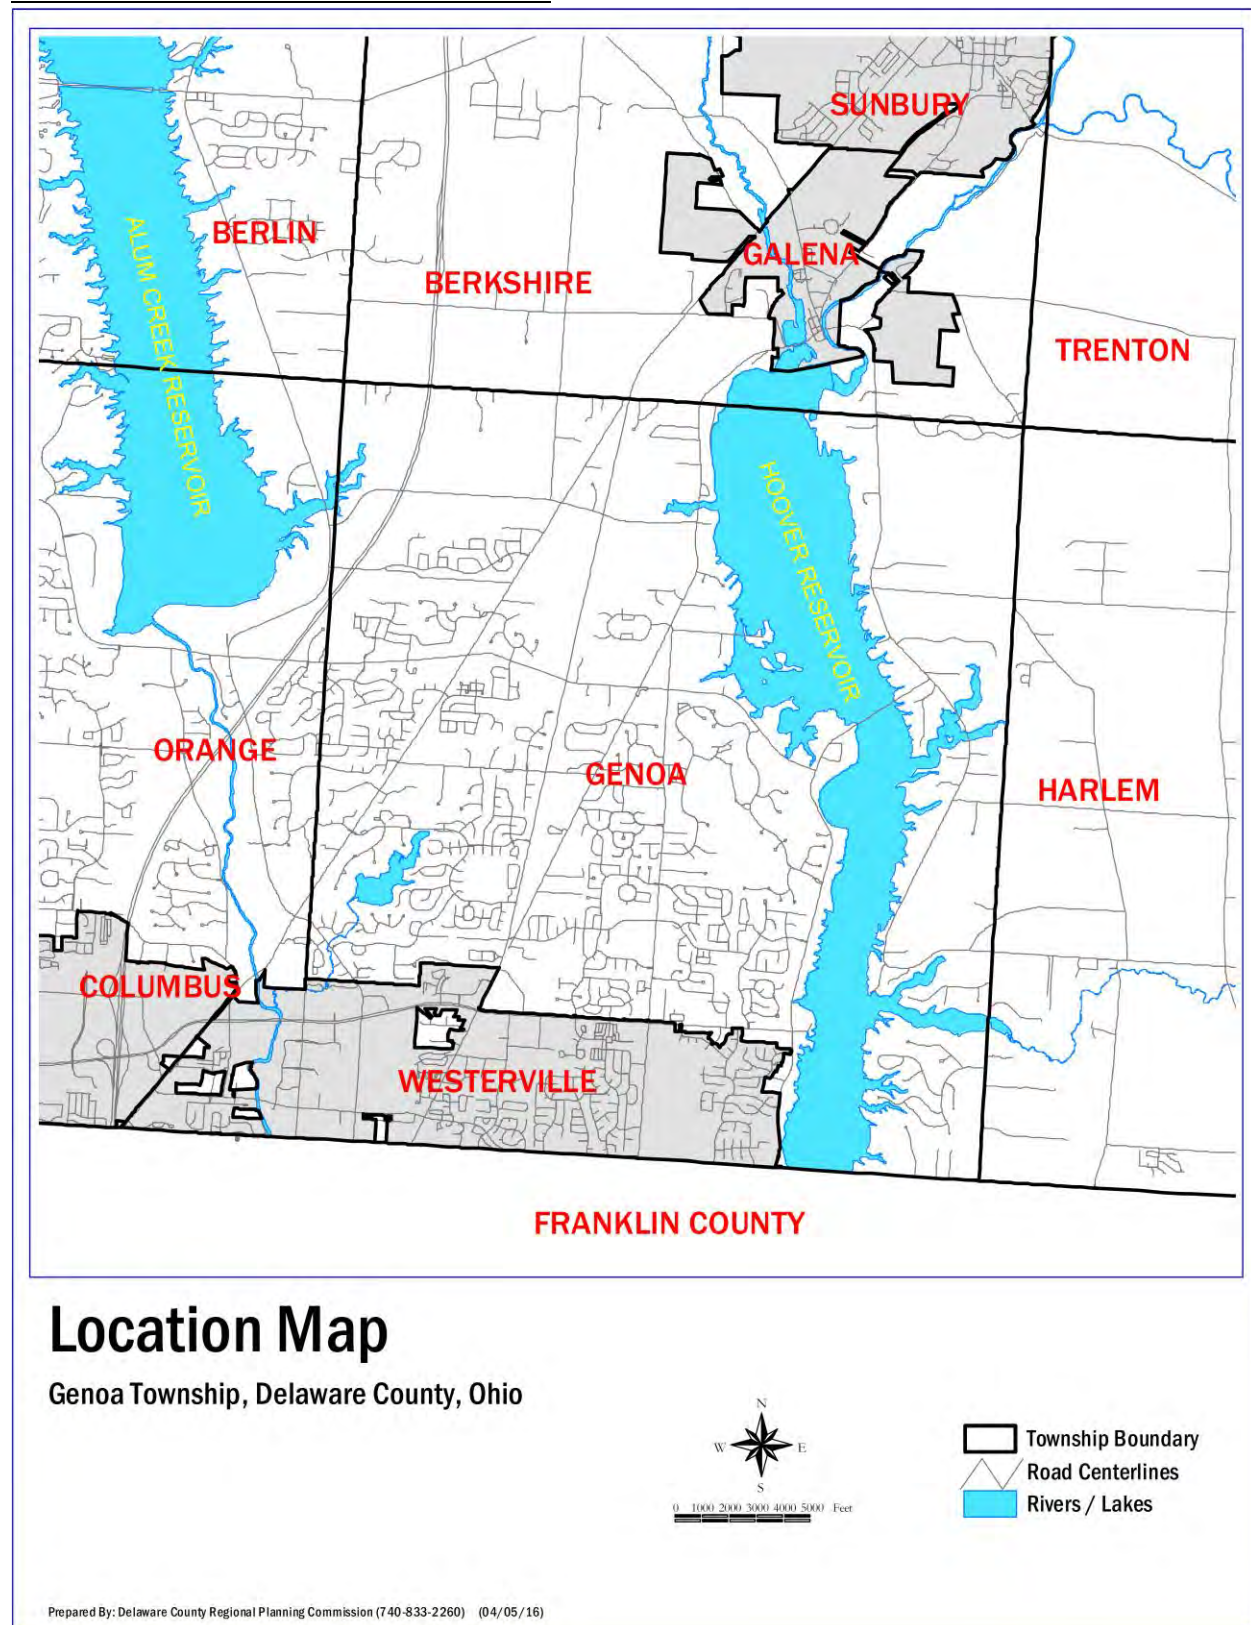 SUNBURY
BERLIN
GALENA
BERKSHIRE
TRENTON
ALUM CREEK RESERVOIR
HOOVER RESERVOIR
ORANGE
GENOA
HARLEM
COLUMBUS
WESTERVILLE
FRANKLIN COUNTY
Location Map
Genoa Township, Delaware County, Ohio
N
W E
S
0 1000 2000 3000 4000 5000 Feet
Township Boundary
Road Centerlines
Rivers / Lakes
Prepared By: Delaware County Regional Planning Commission (740-833-2260) (04/05/16)